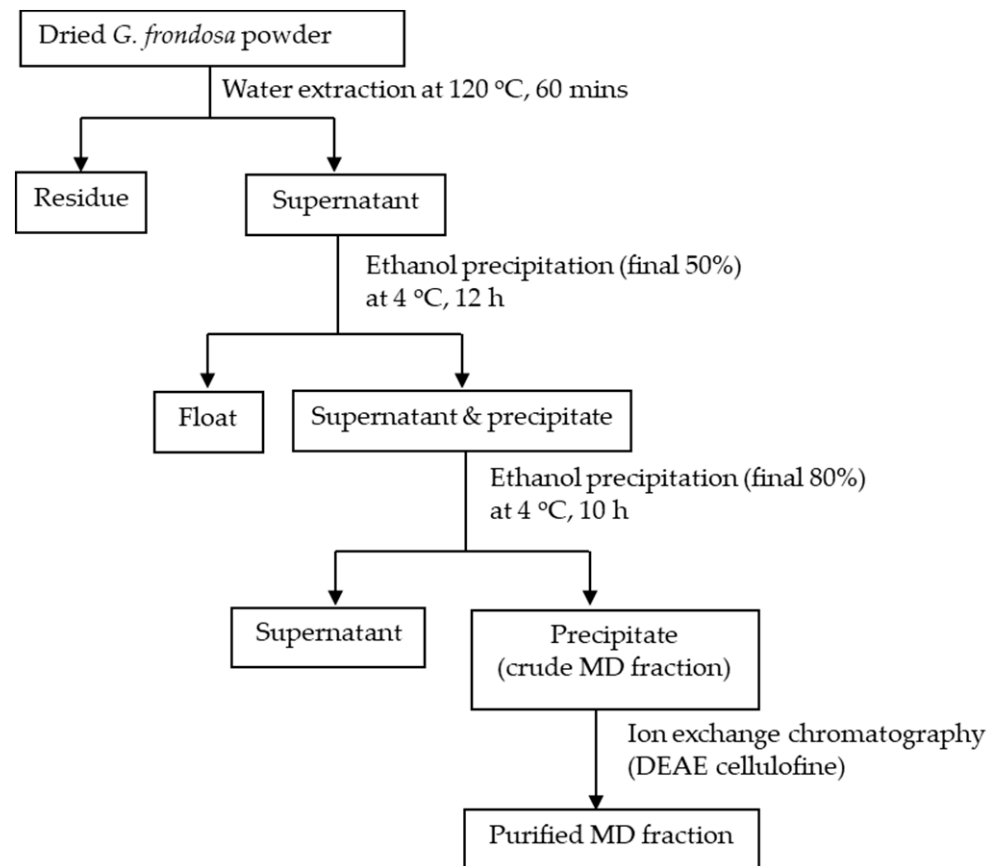 Dried G. frondosa powder
Water extraction at 120 °C, 60 mins
Residue
Supernatant
Ethanol precipitation (final 50%)
at 4 °C, 12 h
Float
Supernatant & precipitate
Ethanol precipitation (final 80%)
at 4 °C, 10 h
Supernatant
Precipitate
(crude MD fraction)
Ion exchange chromatography
(DEAE cellulofine)
Purified MD fraction